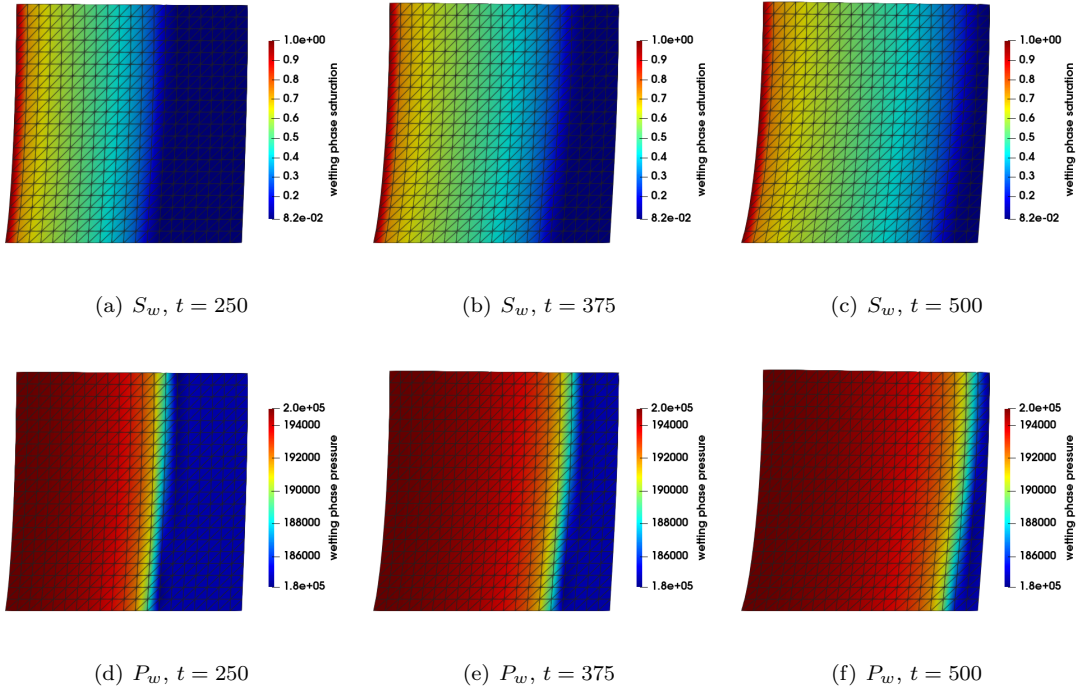 1.0e+00
0.9
0.8
0.7
0.6
0.5
0.4
0.3
0.2
8.2e-02
wetting phase saturation
1.0e+00
0.9
0.8
0.7
0.6
0.5
0.4
0.3
0.2
8.2e-02
wetting phase saturation
1.0e+00
0.9
0.8
0.7
0.6
0.5
0.4
0.3
0.2
8.2e-02
wetting phase saturation
(a) S_w, t = 250
(b) S_w, t = 375
(c) S_w, t = 500
2.0e+05
194000
192000
190000
188000
186000
1.8e+05
wetting phase pressure
2.0e+05
194000
192000
190000
188000
186000
1.8e+05
wetting phase pressure
2.0e+05
194000
192000
190000
188000
186000
1.8e+05
wetting phase pressure
(d) P_w, t = 250
(e) P_w, t = 375
(f) P_w, t = 500